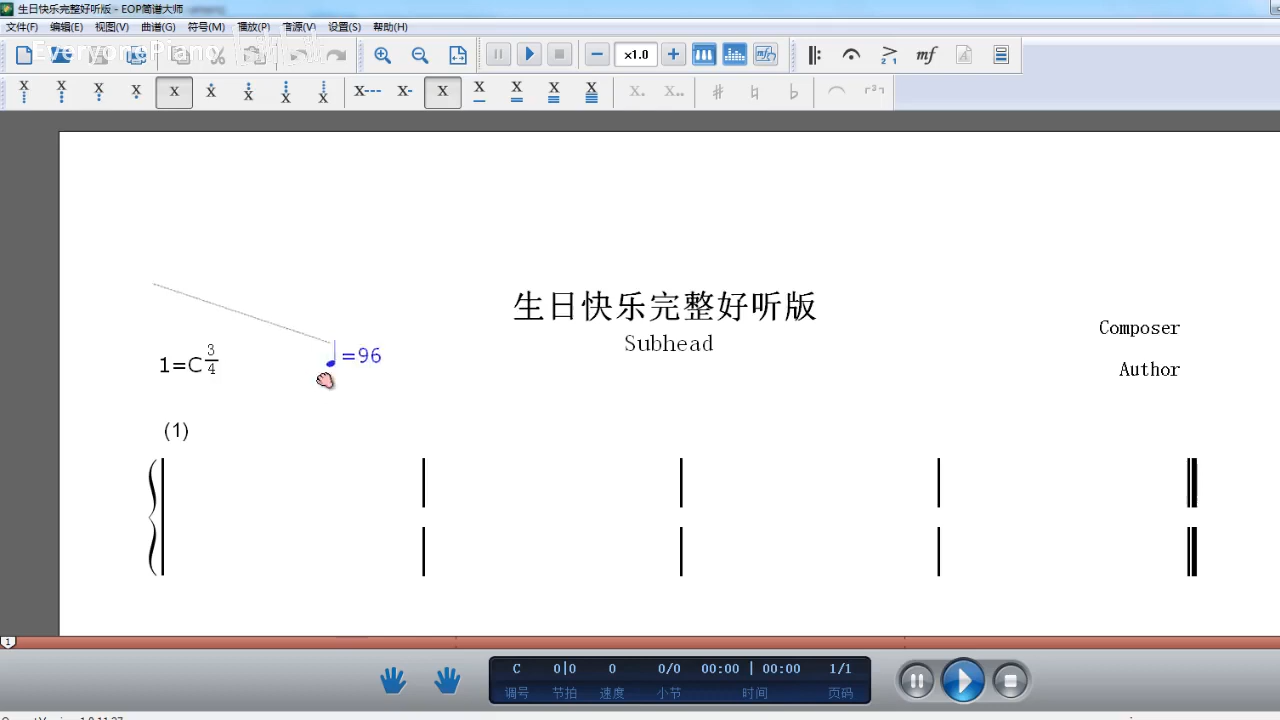 生日快乐完整好听版 - EOP简谱大师
文件(F) 编辑(E) 视图(V) 曲谱(G) 符号(M) 播放(P) 音源(Y) 设置(S) 帮助(H)
x1.0
mf
生日快乐完整好听版
Subhead
Composer
1=C 3/4
=96
Author
(1)
1
C 0|0 0 0/0 00:00 | 00:00 1/1
调号 节拍 速度 小节 时间 页码